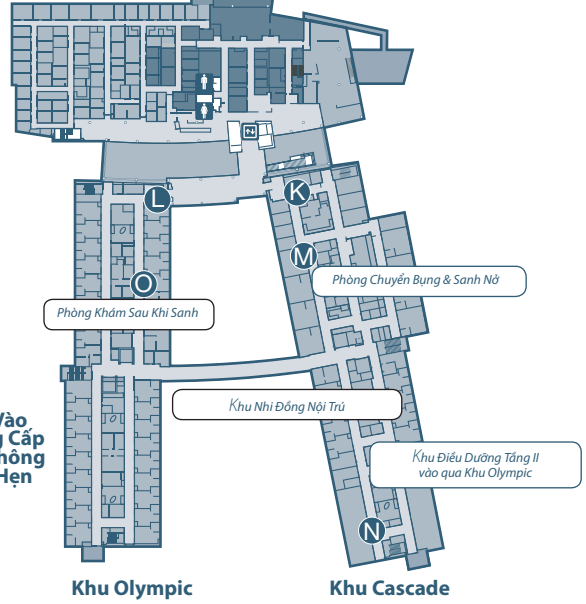 L
K
M
O
Phòng Chuyển Bụng & Sanh Nở
Phòng Khám Sau Khi Sanh
Khu Nhi Đồng Nội Trú
Vào
g Cấp
hông
Hẹn
Khu Điều Dưỡng Tầng II
vào qua Khu Olympic
N
Khu Olympic
Khu Cascade